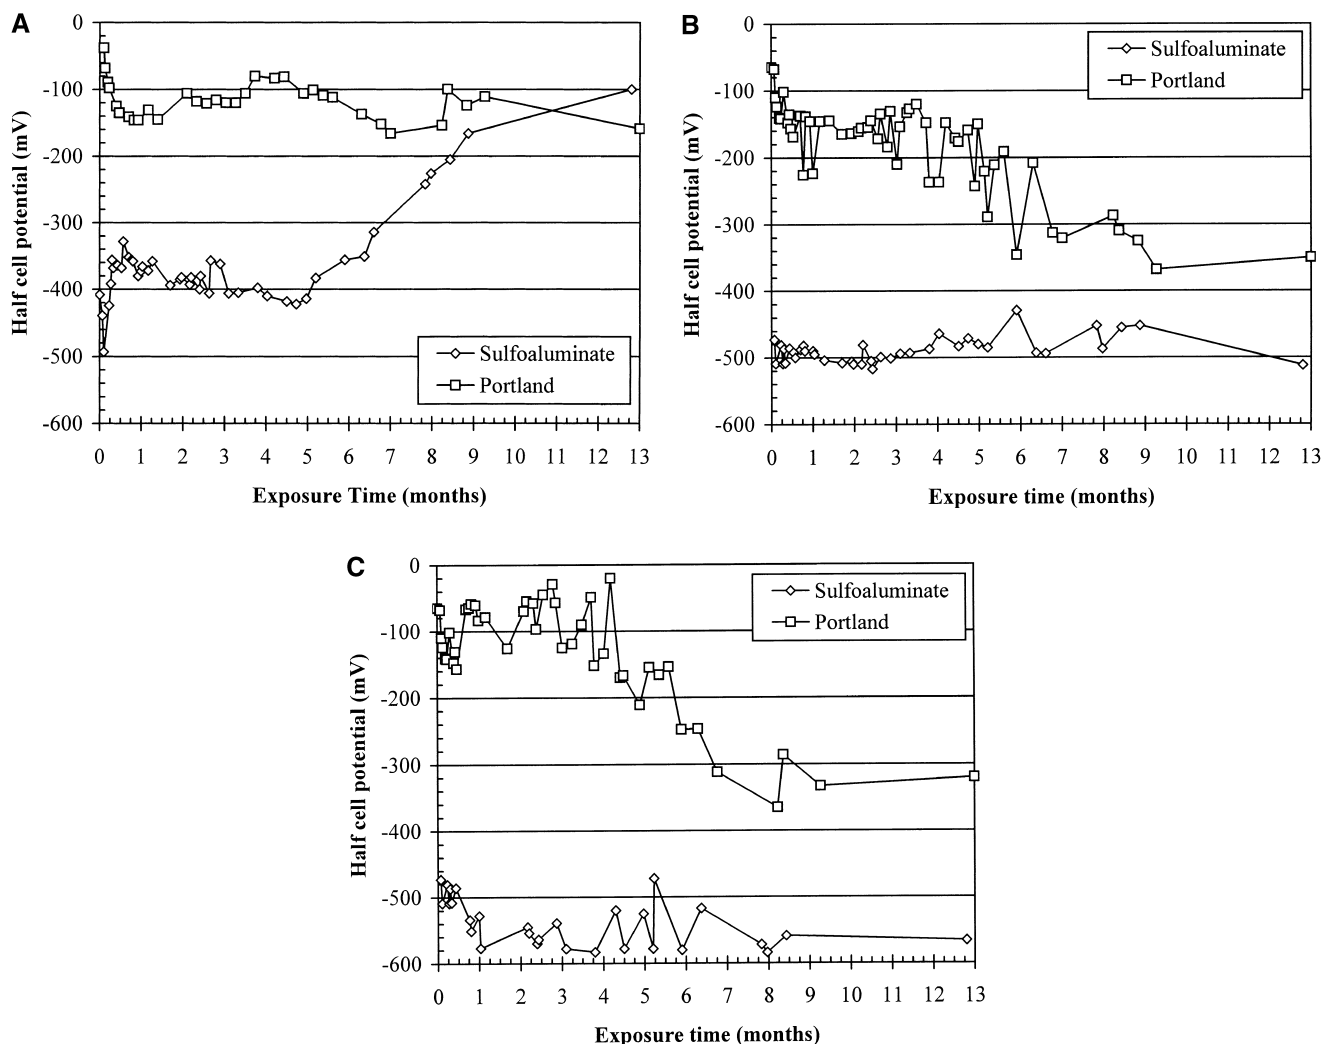 A
0
-100
-200
-300
-400
-500
-600
Half cell potential (mV)
Sulfoaluminate
Portland
0 1 2 3 4 5 6 7 8 9 10 11 12 13
Exposure Time (months)
B
0
-100
-200
-300
-400
-500
-600
Half cell potential (mV)
Sulfoaluminate
Portland
0 1 2 3 4 5 6 7 8 9 10 11 12 13
Exposure time (months)
C
0
-100
-200
-300
-400
-500
-600
Half cell potential (mV)
Sulfoaluminate
Portland
0 1 2 3 4 5 6 7 8 9 10 11 12 13
Exposure time (months)